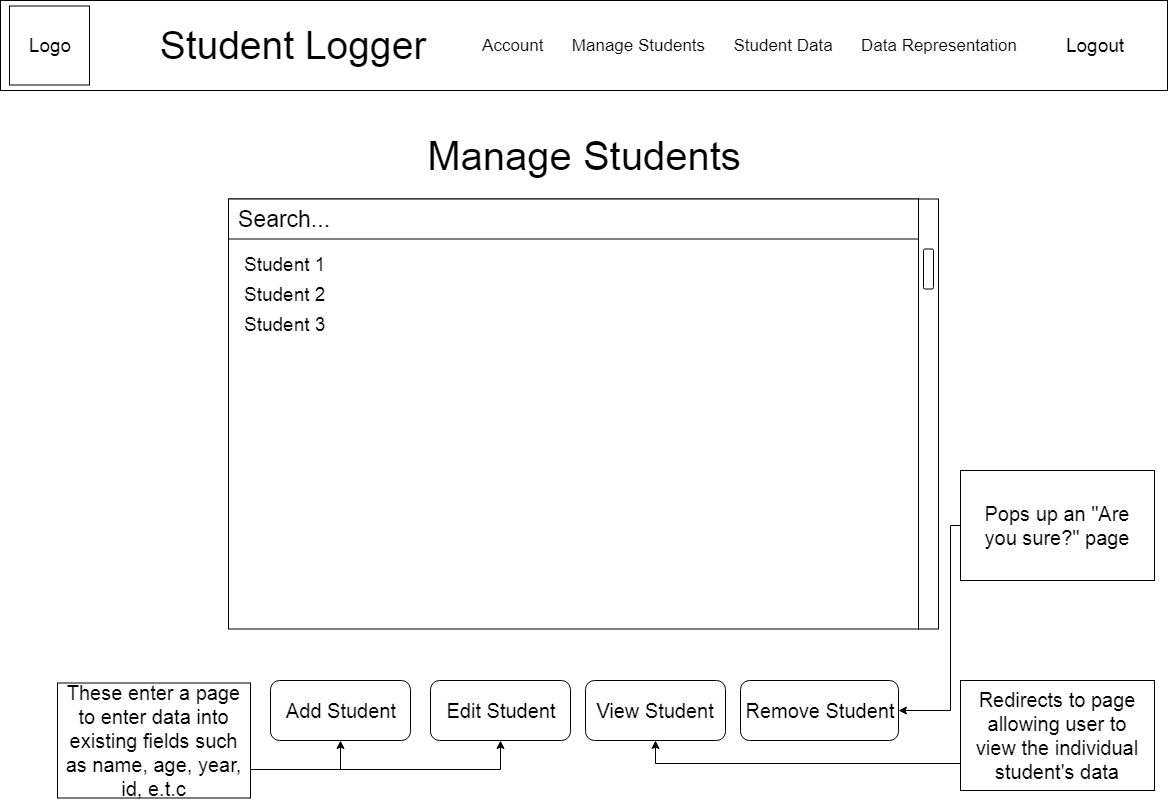 Logo
Student Logger
Account
Manage Students
Student Data
Data Representation
Logout
Manage Students
Search...
Student 1
Student 2
Student 3
Pops up an "Are
you sure?" page
These enter a page
to enter data into
existing fields such
as name, age, year,
id, e.t.c
Add Student
Edit Student
View Student
Remove Student
Redirects to page
allowing user to
view the individual
student's data